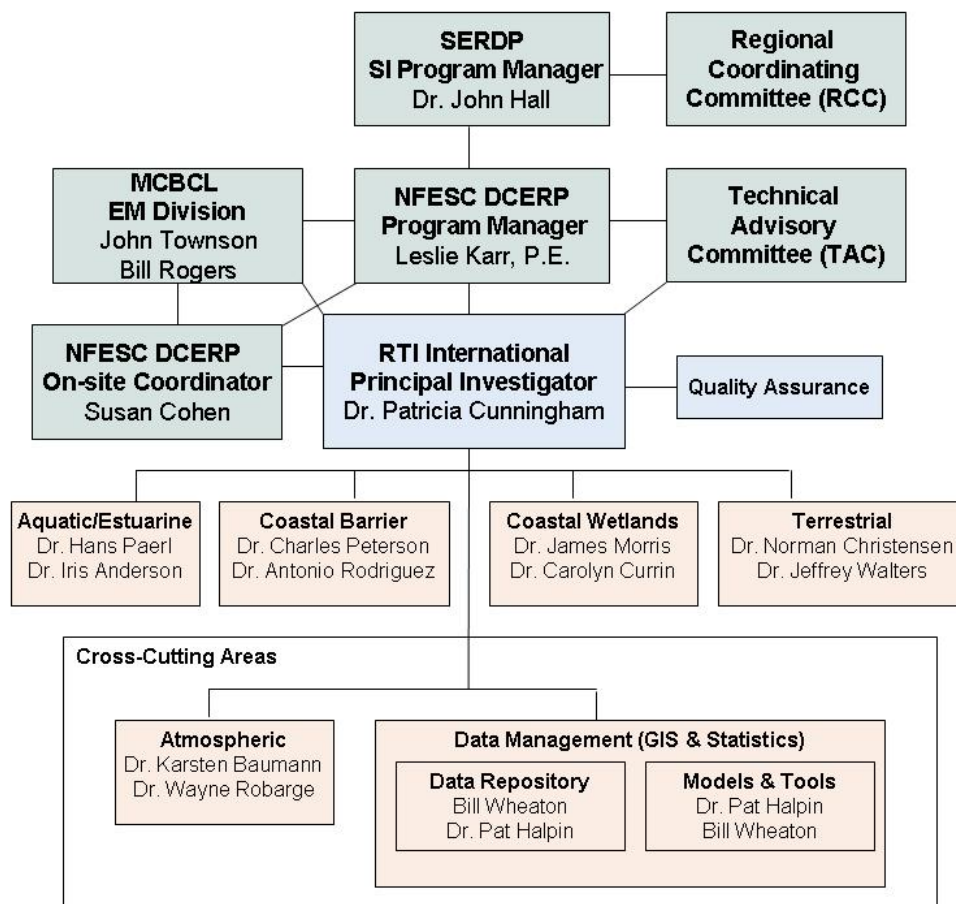 SERDP
SI Program Manager
Dr. John Hall
Regional
Coordinating
Committee (RCC)
MCBCL
EM Division
John Townson
Bill Rogers
NFESC DCERP
Program Manager
Leslie Karr, P.E.
Technical
Advisory
Committee (TAC)
NFESC DCERP
On-site Coordinator
Susan Cohen
RTI International
Principal Investigator
Dr. Patricia Cunningham
Quality Assurance
Aquatic/Estuarine
Dr. Hans Paerl
Dr. Iris Anderson
Coastal Barrier
Dr. Charles Peterson
Dr. Antonio Rodriguez
Coastal Wetlands
Dr. James Morris
Dr. Carolyn Currin
Terrestrial
Dr. Norman Christensen
Dr. Jeffrey Walters
Cross-Cutting Areas
Atmospheric
Dr. Karsten Baumann
Dr. Wayne Robarge
Data Management (GIS & Statistics)
Data Repository
Bill Wheaton
Dr. Pat Halpin
Models & Tools
Dr. Pat Halpin
Bill Wheaton